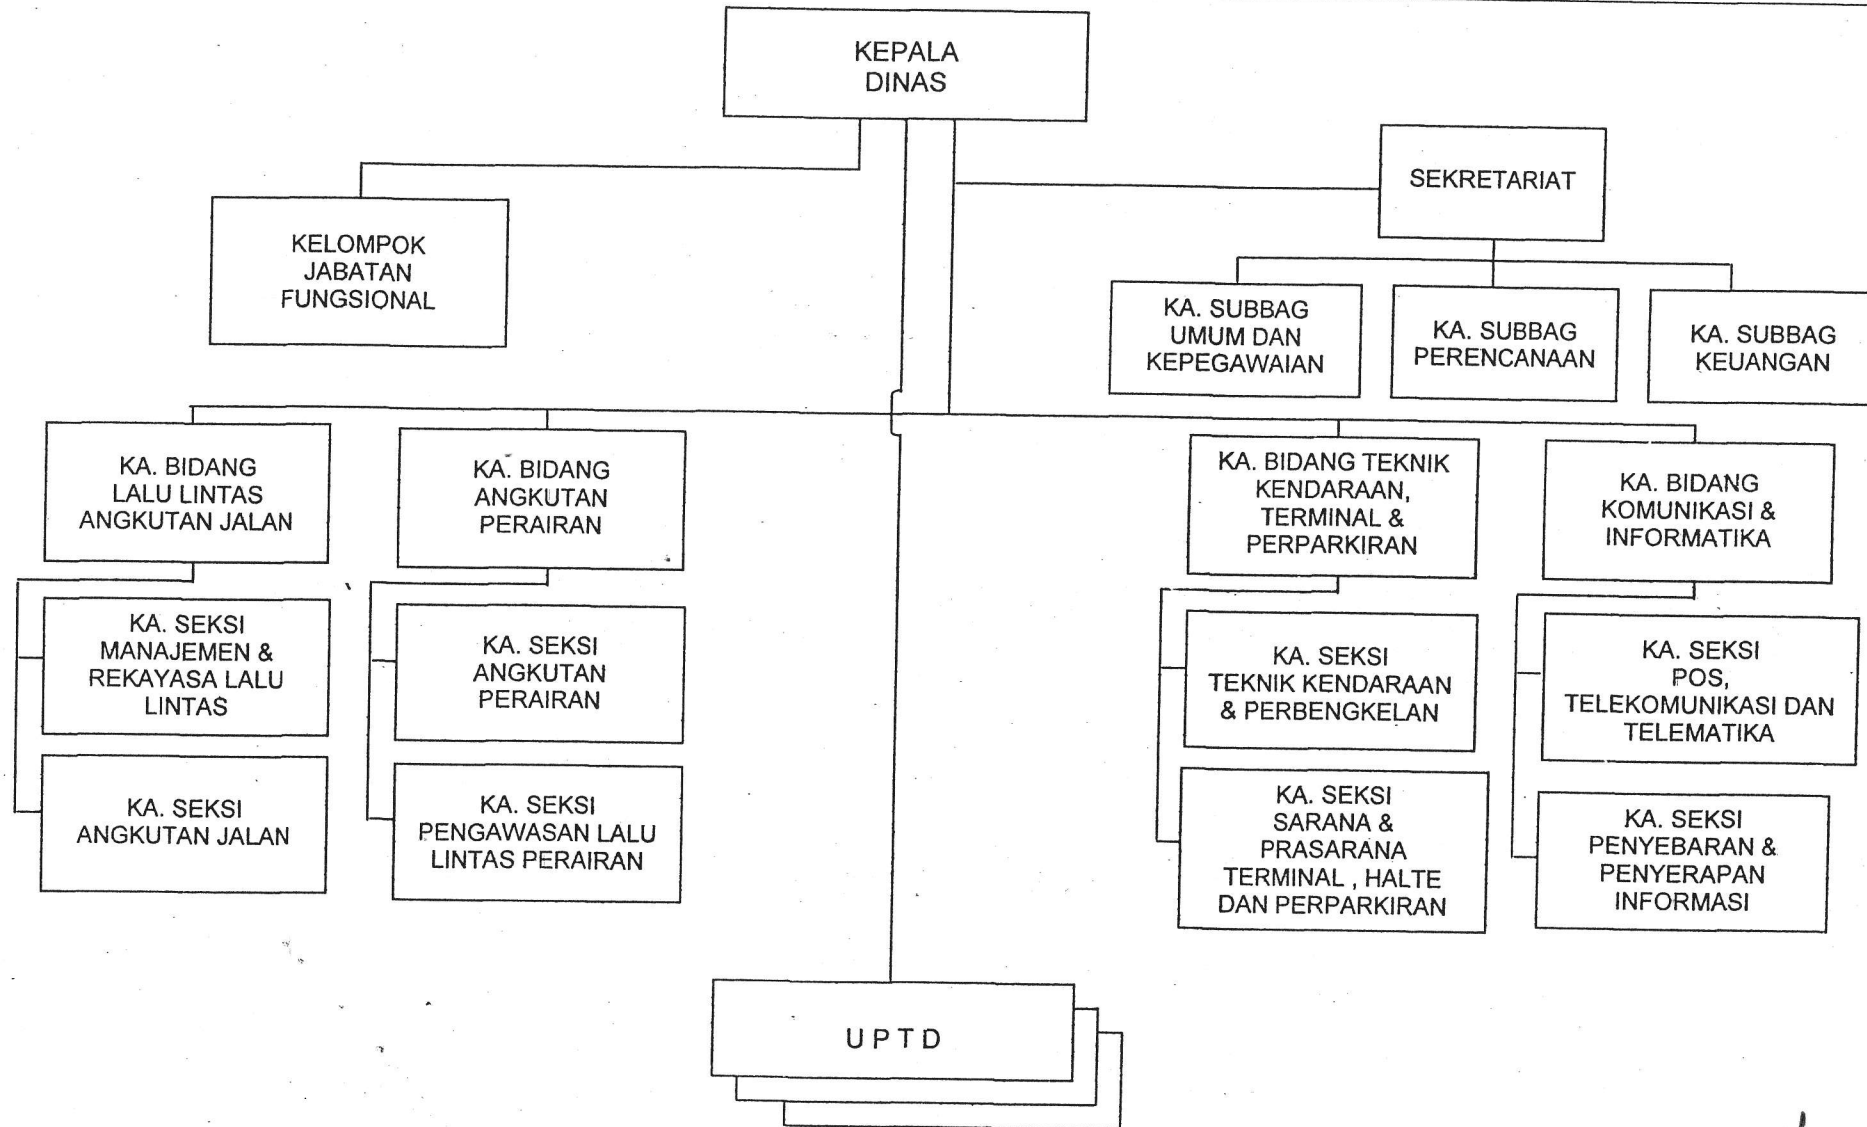 KEPALA
DINAS
SEKRETARIAT
KELOMPOK
JABATAN
FUNGSIONAL
KA. SUBBAG
UMUM DAN
KEPEGAWAIAN
KA. SUBBAG
PERENCANAAN
KA. SUBBAG
KEUANGAN
KA. BIDANG
LALU LINTAS
ANGKUTAN JALAN
KA. BIDANG
ANGKUTAN
PERAIRAN
KA. BIDANG TEKNIK
KENDARAAN,
TERMINAL &
PERPARKIRAN
KA. BIDANG
KOMUNIKASI &
INFORMATIKA
KA. SEKSI
MANAJEMEN &
REKAYASA LALU
LINTAS
KA. SEKSI
ANGKUTAN
PERAIRAN
KA. SEKSI
TEKNIK KENDARAAN
& PERBENGKELAN
KA. SEKSI
POS,
TELEKOMUNIKASI DAN
TELEMATIKA
KA. SEKSI
ANGKUTAN JALAN
KA. SEKSI
PENGAWASAN LALU
LINTAS PERAIRAN
KA. SEKSI
SARANA &
PRASARANA
TERMINAL , HALTE
DAN PERPARKIRAN
KA. SEKSI
PENYEBARAN &
PENYERAPAN
INFORMASI
U P T D